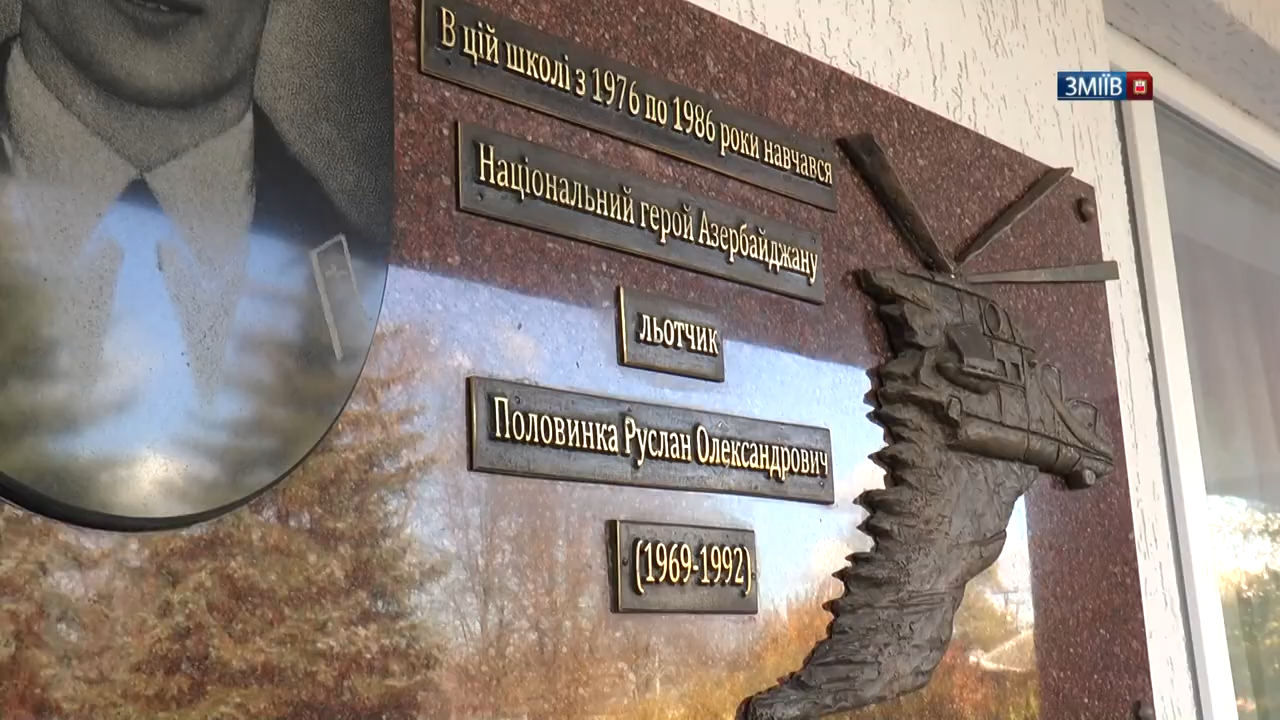 ЗМІЇВ
В цій школі з 1976 по 1986 роки навчався
Національний герой Азербайджану
льотчик
Половинка Руслан Олександрович
(1969-1992)